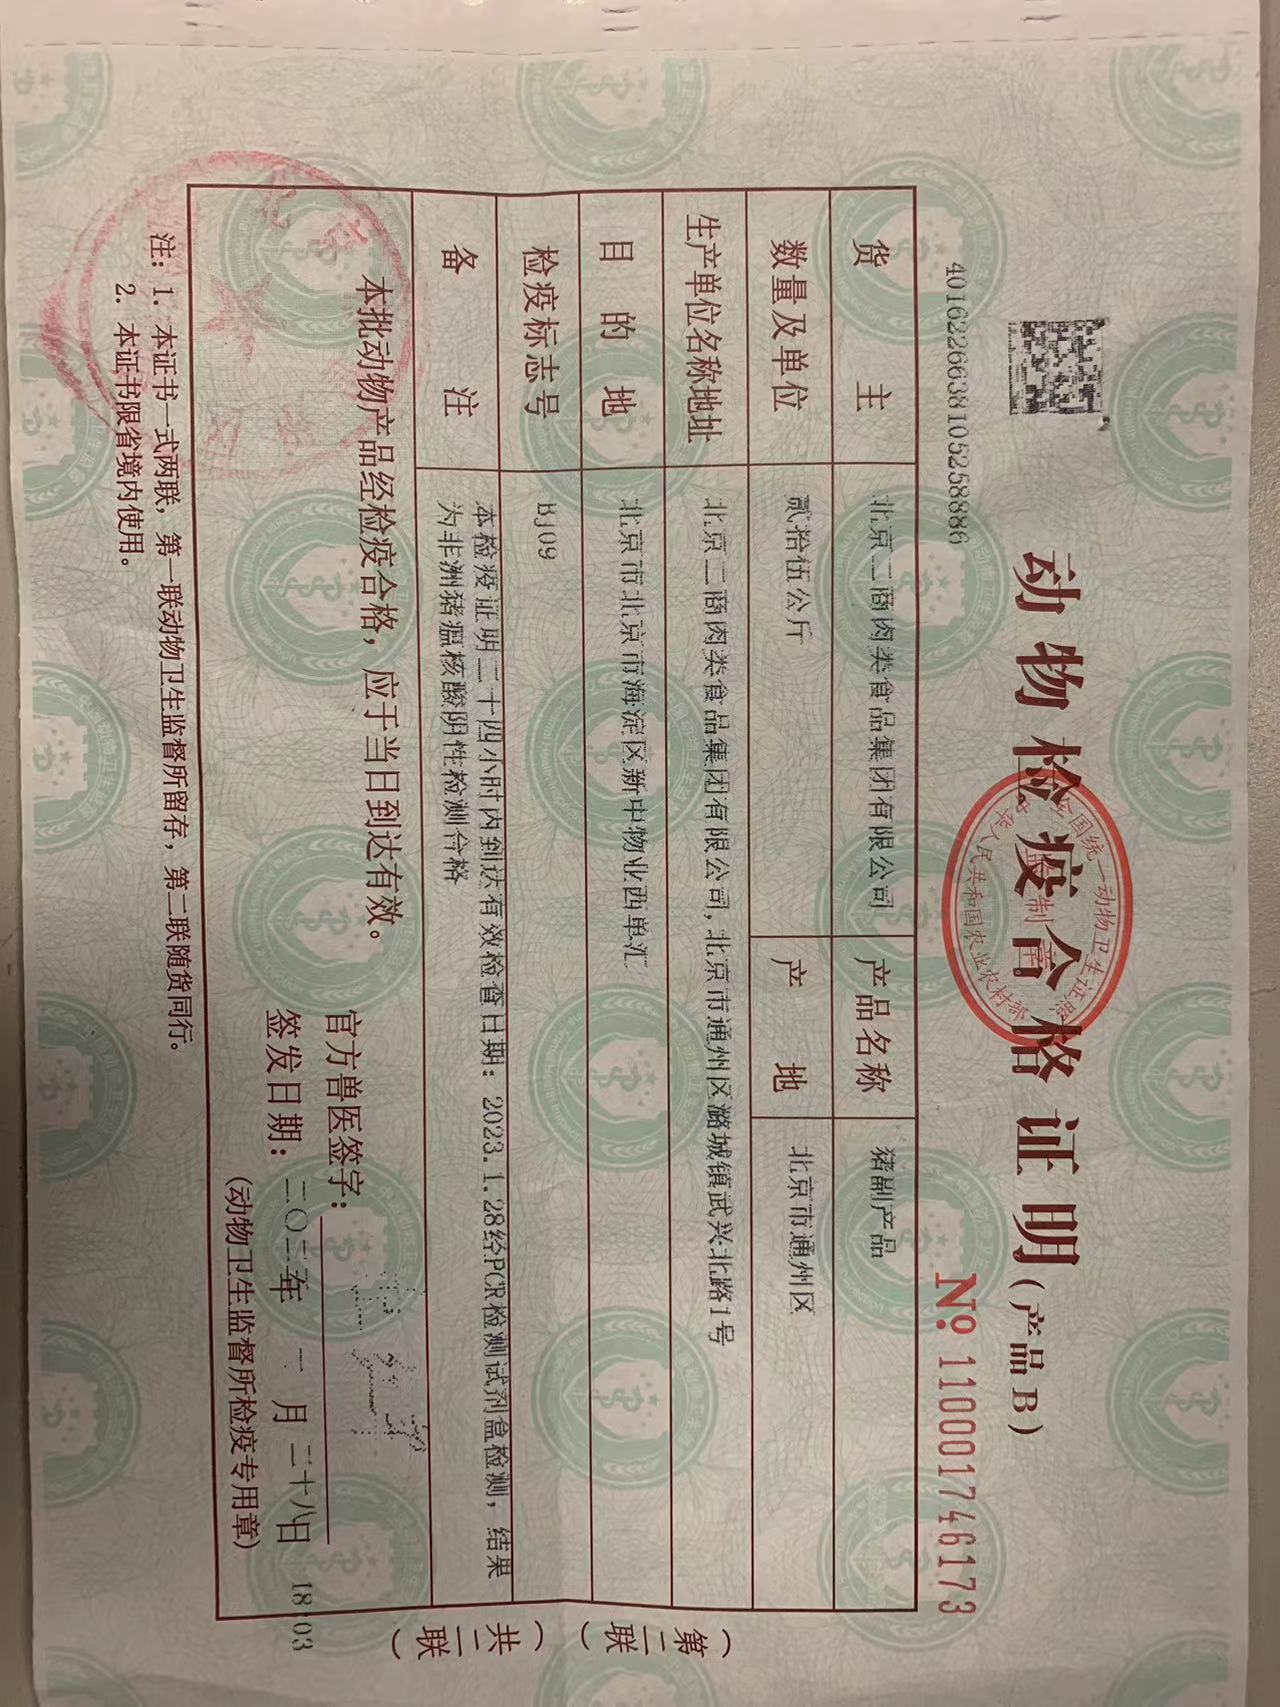 动物检疫合格证明(产品B)
全国统一动物卫生证照
监制章
中华人民共和国农业农村部
4016226638105258886
№ 1100017746173
货主 北京二商肉类食品集团有限公司 产品名称 猪副产品
数量及单位 贰拾伍公斤 产地 北京市通州区
生产单位名称地址 北京二商肉类食品集团有限公司,北京市通州区潞城镇武兴北路1号
目的地 北京市北京市海淀区新中物业西单汇
检疫标志号 BJ09
备注 本检疫证明二十四小时内到达有效检查日期:2023.1.28经PCR检测试剂盒检测,结果
为非洲猪瘟核酸阴性检测合格
本批动物产品经检疫合格,应于当日到达有效。
官方兽医签字:
签发日期:二〇二三年 一月二十八日 18:03
(动物卫生监督所检疫专用章)
注:1. 本证书一式两联,第一联动物卫生监督所留存,第二联随货同行。
2. 本证书限省境内使用。
(第二联)
(共二联)